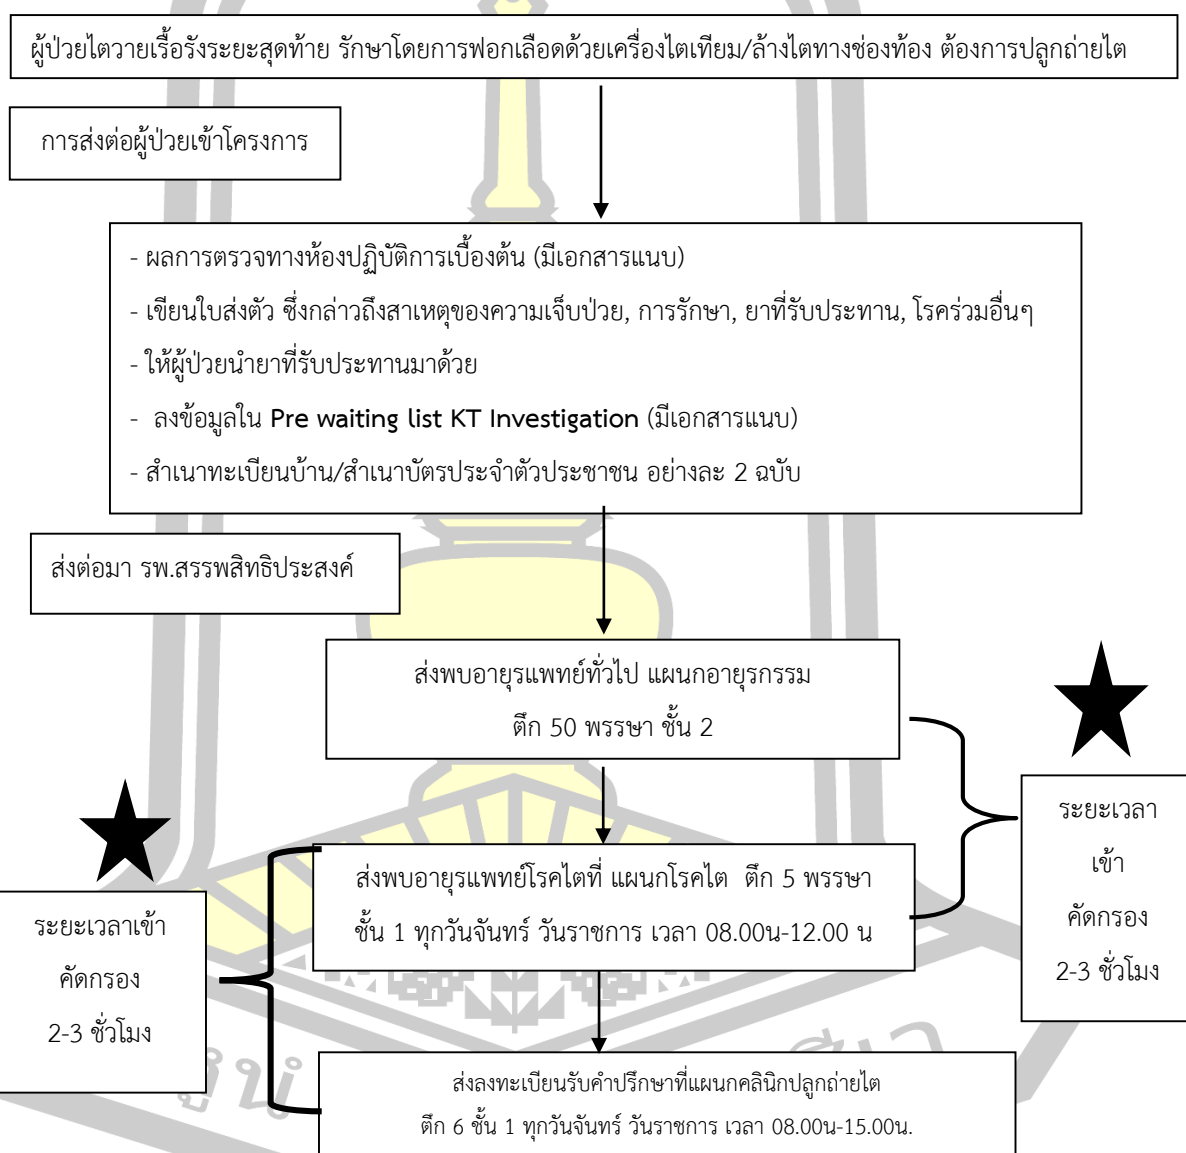 ผู้ป่วยไตวายเรื้อรังระยะสุดท้าย รักษาโดยการฟอกเลือดด้วยเครื่องไตเทียม/ล้างไตทางช่องท้อง ต้องการปลูกถ่ายไต
การส่งต่อผู้ป่วยเข้าโครงการ
- ผลการตรวจทางห้องปฏิบัติการเบื้องต้น (มีเอกสารแนบ)
- เขียนใบส่งตัว ซึ่งกล่าวถึงสาเหตุของความเจ็บป่วย, การรักษา, ยาที่รับประทาน, โรคร่วมอื่นๆ
- ให้ผู้ป่วยนำยาที่รับประทานมาด้วย
- ลงข้อมูลใน Pre waiting list KT Investigation (มีเอกสารแนบ)
- สำเนาทะเบียนบ้าน/สำเนาบัตรประจำตัวประชาชน อย่างละ 2 ฉบับ
ส่งต่อมา รพ.สรรพสิทธิประสงค์
ส่งพบอายุรแพทย์ทั่วไป แผนกอายุรกรรม
ตึก 50 พรรษา ชั้น 2
ระยะเวลา
เข้า
คัดกรอง
2-3 ชั่วโมง
ส่งพบอายุรแพทย์โรคไตที่ แผนกโรคไต ตึก 5 พรรษา
ชั้น 1 ทุกวันจันทร์ วันราชการ เวลา 08.00น-12.00 น
ระยะเวลาเข้า
คัดกรอง
2-3 ชั่วโมง
ส่งลงทะเบียนรับคำปรึกษาที่แผนกคลินิกปลูกถ่ายไต
ตึก 6 ชั้น 1 ทุกวันจันทร์ วันราชการ เวลา 08.00น-15.00น.